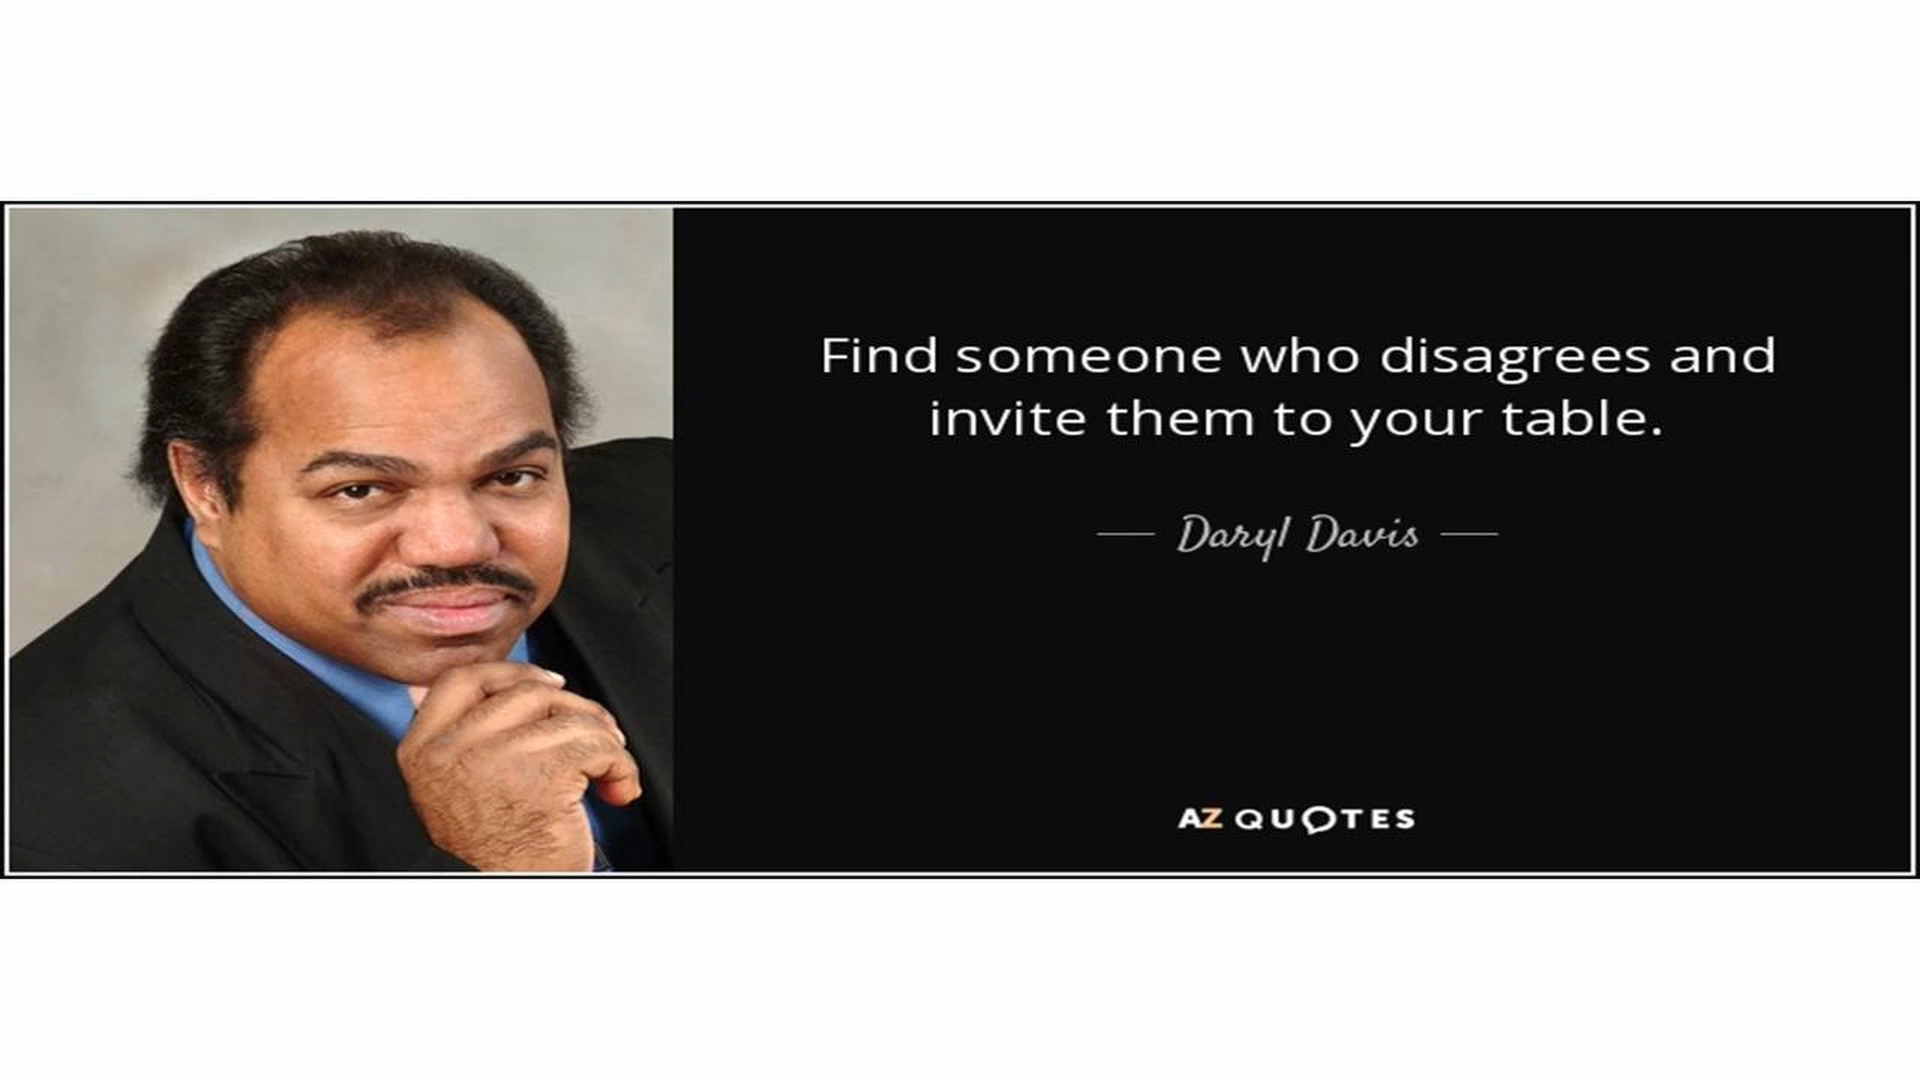 Find someone who disagrees and
invite them to your table.
Daryl Davis
AZ QUOTES